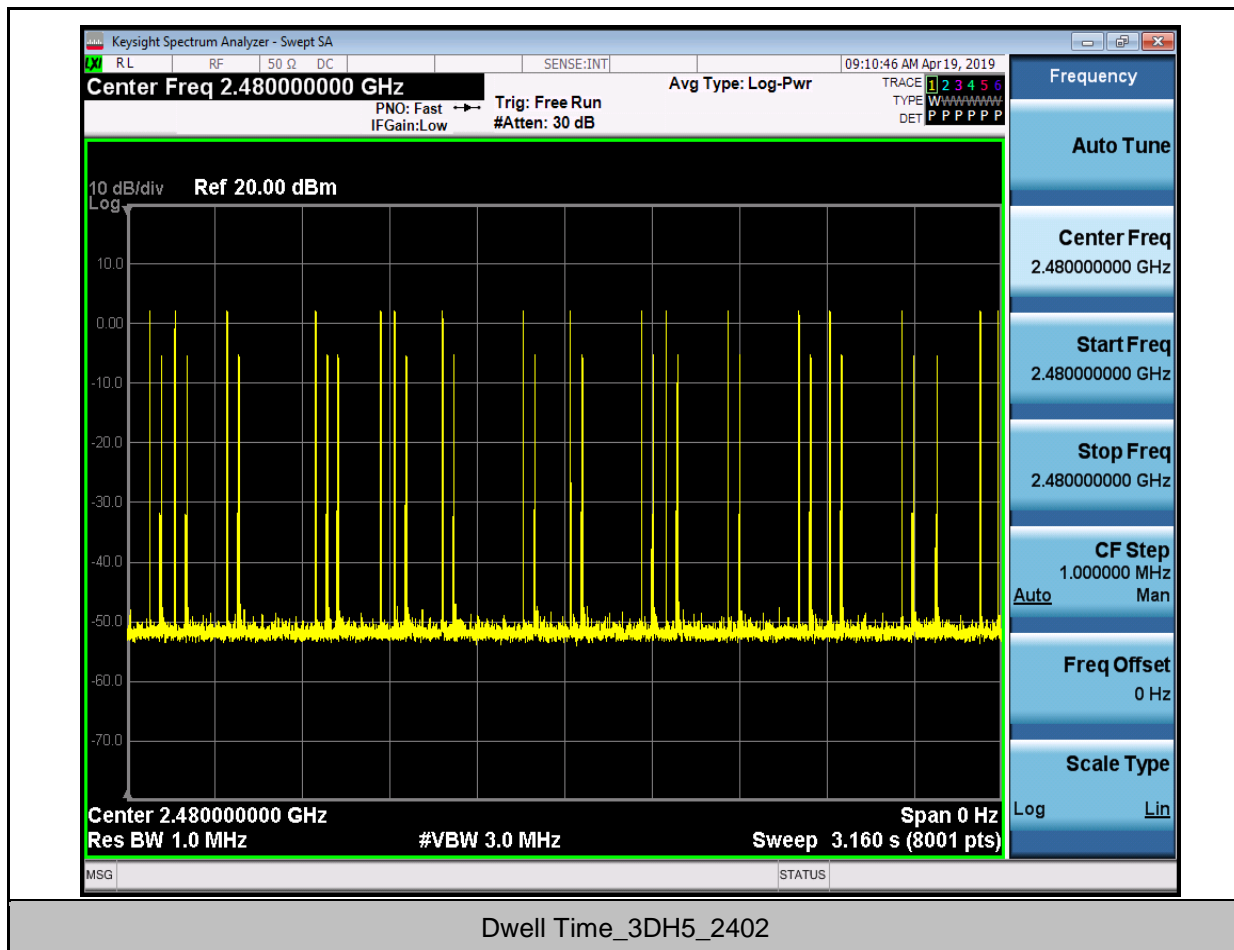 Keysight Spectrum Analyzer - Swept SA
LXI RL RF 50 Ω DC SENSE:INT 09:10:46 AM Apr 19, 2019
Center Freq 2.480000000 GHz
PNO: Fast
IFGain:Low
Trig: Free Run
#Atten: 30 dB
Avg Type: Log-Pwr
TRACE 1 2 3 4 5 6
TYPE WWWWWW
DET P P P P P P
10 dB/div Ref 20.00 dBm
Log
10.0
0.00
-10.0
-20.0
-30.0
-40.0
-50.0
-60.0
-70.0
Center 2.480000000 GHz Span 0 Hz
Res BW 1.0 MHz #VBW 3.0 MHz Sweep 3.160 s (8001 pts)
Frequency
Auto Tune
Center Freq
2.480000000 GHz
Start Freq
2.480000000 GHz
Stop Freq
2.480000000 GHz
CF Step
1.000000 MHz
Auto Man
Freq Offset
0 Hz
Scale Type
Log Lin
MSG STATUS
Dwell Time_3DH5_2402